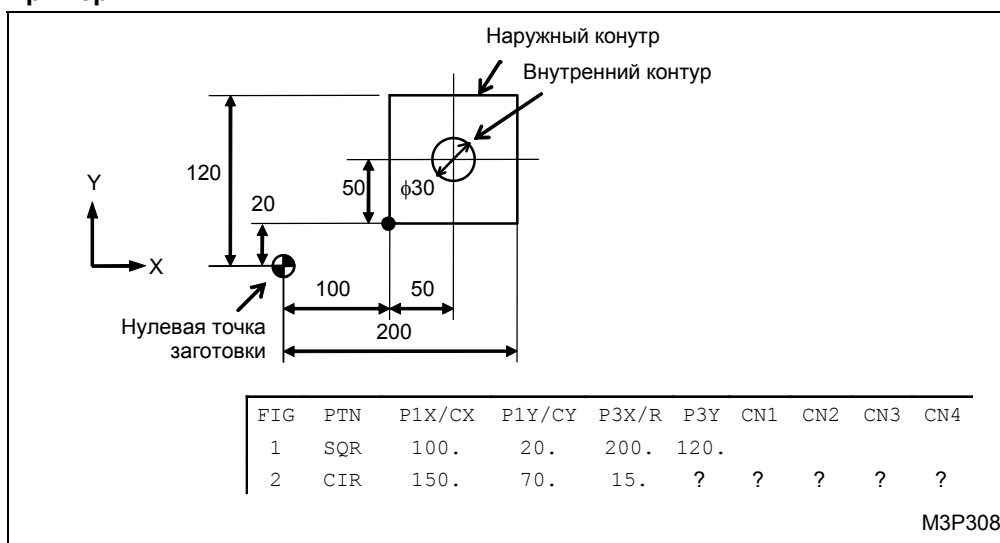 Наружный конутр
Внутренний контур
120
50
ϕ30
Y
20
X
100
50
Нулевая точка
заготовки
200
FIG PTN P1X/CX P1Y/CY P3X/R P3Y CN1 CN2 CN3 CN4
1 SQR 100. 20. 200. 120.
2 CIR 150. 70. 15. ? ? ? ? ?
M3P308